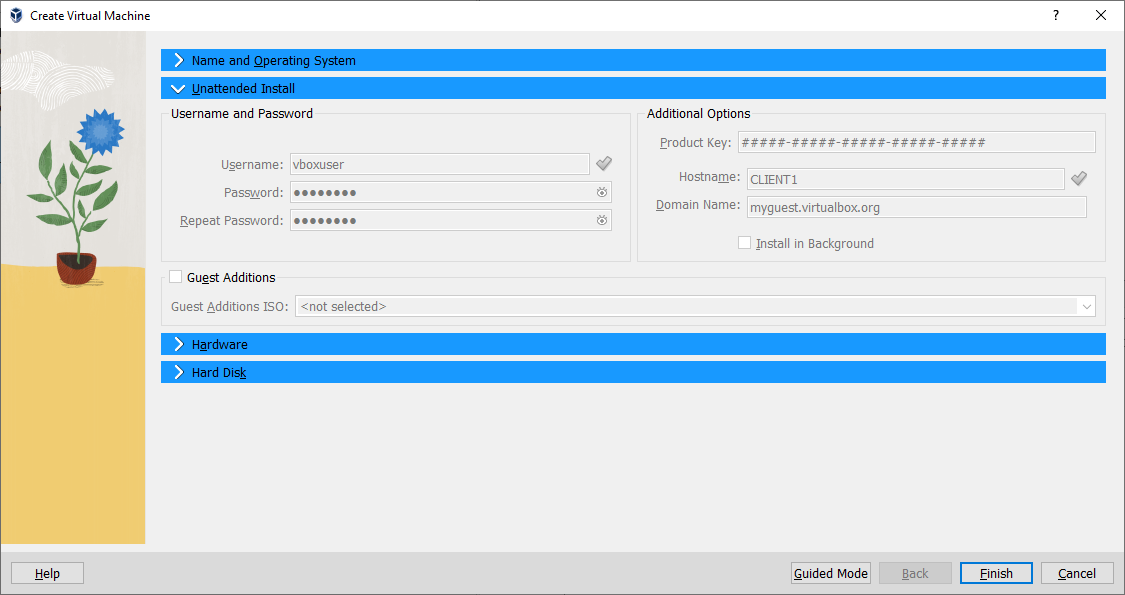 Create Virtual Machine
?
Name and Operating System
Unattended Install
Username and Password
Username: vboxuser
Password: ●●●●●●●●
Repeat Password: ●●●●●●●●
Additional Options
Product Key: #####-#####-#####-#####-#####
Hostname: CLIENT1
Domain Name: myguest.virtualbox.org
Install in Background
Guest Additions
Guest Additions ISO: <not selected>
Hardware
Hard Disk
Help Guided Mode Back Finish Cancel